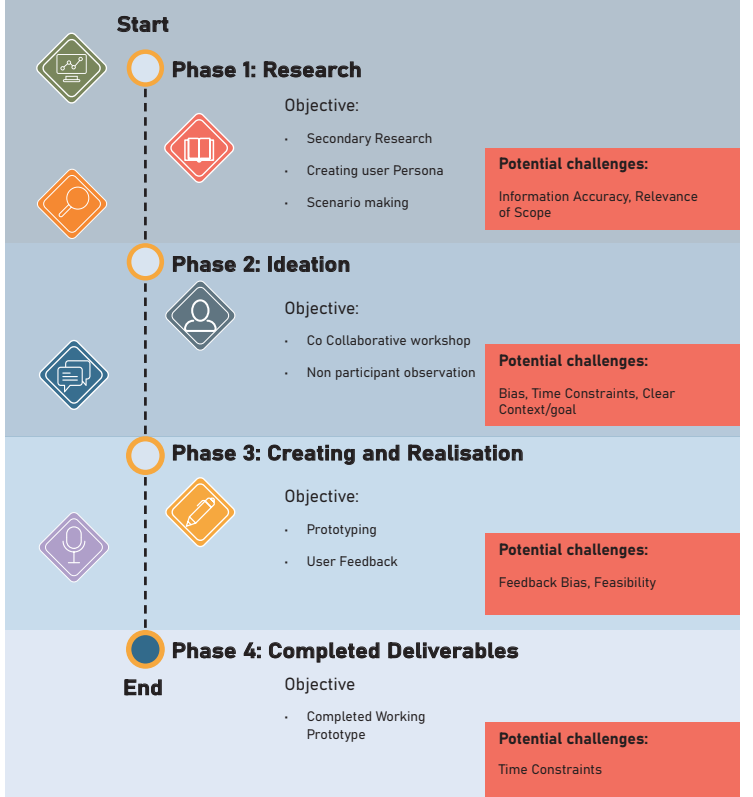 Start
Phase 1: Research
Objective:
· Secondary Research
· Creating user Persona
· Scenario making
Potential challenges:
Information Accuracy, Relevance
of Scope
Phase 2: Ideation
Objective:
· Co Collaborative workshop
· Non participant observation
Potential challenges:
Bias, Time Constraints, Clear
Context/goal
Phase 3: Creating and Realisation
Objective:
· Prototyping
· User Feedback
Potential challenges:
Feedback Bias, Feasibility
Phase 4: Completed Deliverables
End
Objective
· Completed Working
Prototype
Potential challenges:
Time Constraints